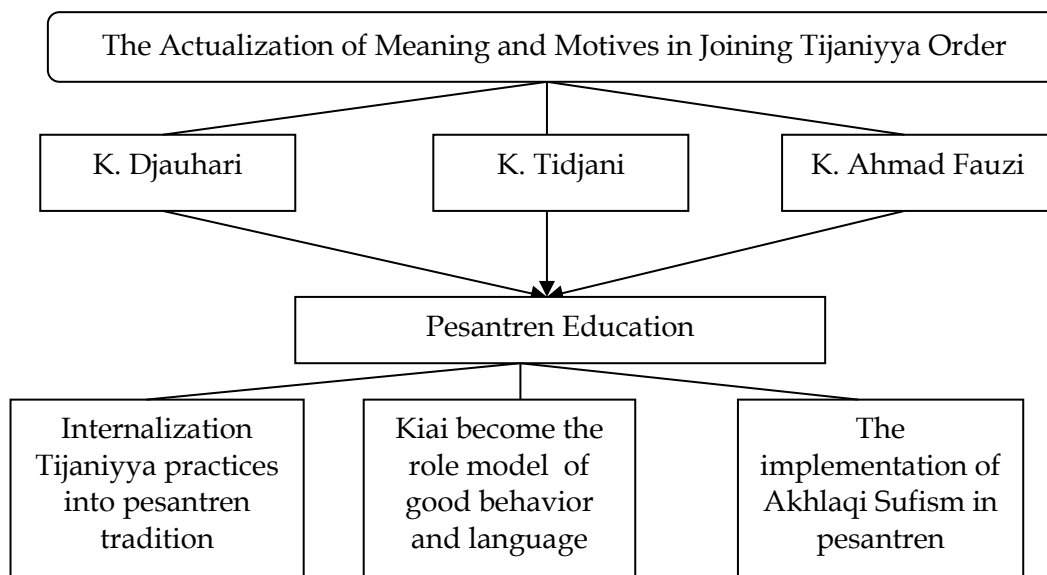 The Actualization of Meaning and Motives in Joining Tijaniyya Order
K. Djauhari
K. Tidjani
K. Ahmad Fauzi
Pesantren Education
Internalization
Tijaniyya practices
into pesantren
tradition
Kiai become the
role model of
good behavior
and language
The
implementation of
Akhlaqi Sufism in
pesantren